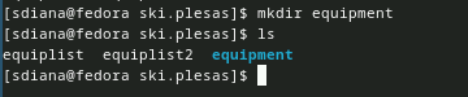 [sdiana@fedora ski.plesas]$ mkdir equipment
[sdiana@fedora ski.plesas]$ ls
equiplist  equiplist2  equipment
[sdiana@fedora ski.plesas]$